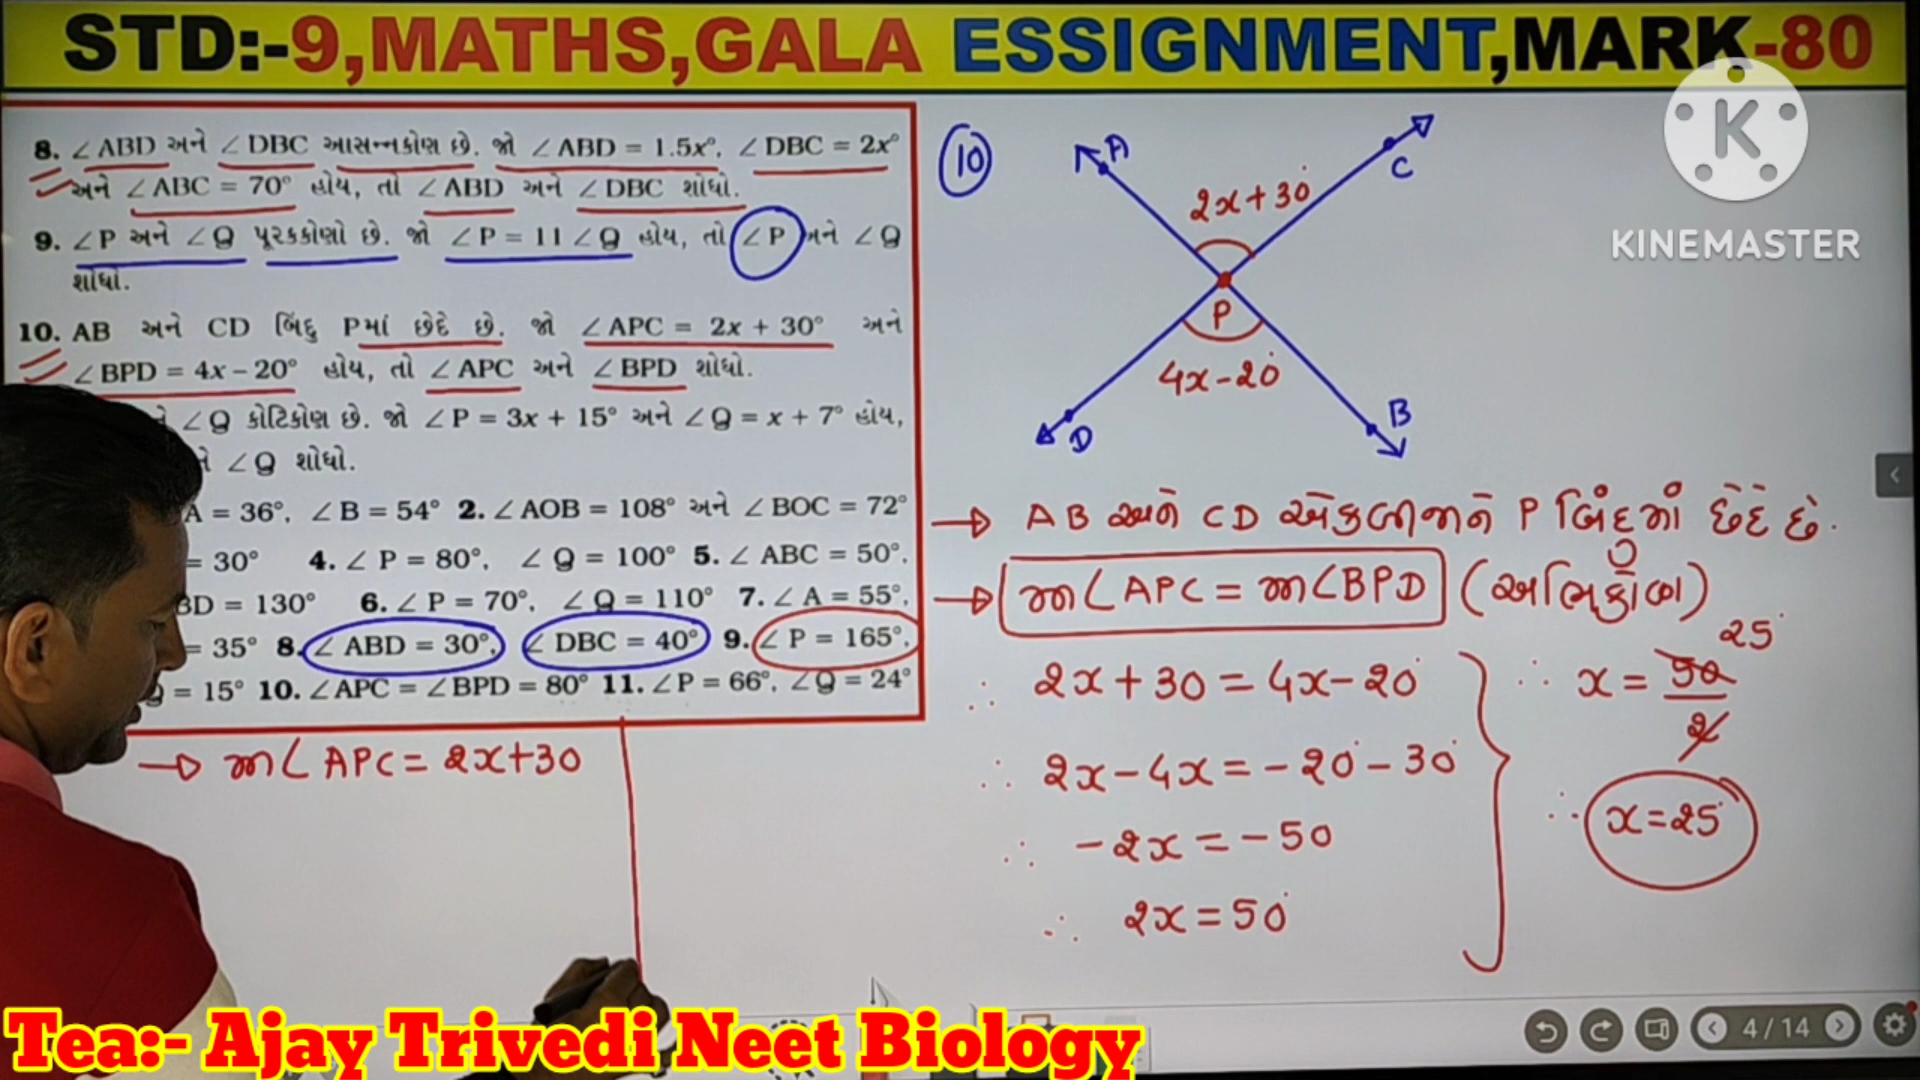 STD:-9,MATHS,GALA ESSIGNMENT,MARK-80
KINEMASTER
8. ∠ABD અને ∠DBC આસન્નકોણ છે. જો ∠ABD = 1.5x°, ∠DBC = 2x°
અને ∠ABC = 70° હોય, તો ∠ABD અને ∠DBC શોધો.
9. ∠P અને ∠Q પૂરકકોણો છે. જો ∠P = 11 ∠Q હોય, તો ∠P અને ∠Q
શોધો.
10. AB અને CD બિંદુ Pમાં છેદે છે. જો ∠APC = 2x + 30° અને
∠BPD = 4x – 20° હોય, તો ∠APC અને ∠BPD શોધો.
∠Q કોટિકોણ છે. જો ∠P = 3x + 15° અને ∠Q = x + 7° હોય,
∠Q શોધો.
A = 36°, ∠B = 54° 2. ∠AOB = 108° અને ∠BOC = 72°
= 30° 4. ∠P = 80°, ∠Q = 100° 5. ∠ABC = 50°,
BD = 130° 6. ∠P = 70°, ∠Q = 110° 7. ∠A = 55°,
= 35° 8. ∠ABD = 30°, ∠DBC = 40° 9. ∠P = 165°,
= 15° 10. ∠APC = ∠BPD = 80° 11. ∠P = 66°, ∠Q = 24°
→ m∠APC = 2x+30
10
A
C
2x+30°
P
4x-20°
D
B
→ AB અને CD એકબીજાને P બિંદુમાં છેદે છે.
→ m∠APC = m∠BPD (અભિકોણ)
∴ 2x+30 = 4x-20°
∴ 2x-4x = -20°-30°
∴ -2x = -50
∴ 2x = 50°
25°
∴ x = 50
2
∴ x=25°
4 / 14
Tea:- Ajay Trivedi Neet Biology